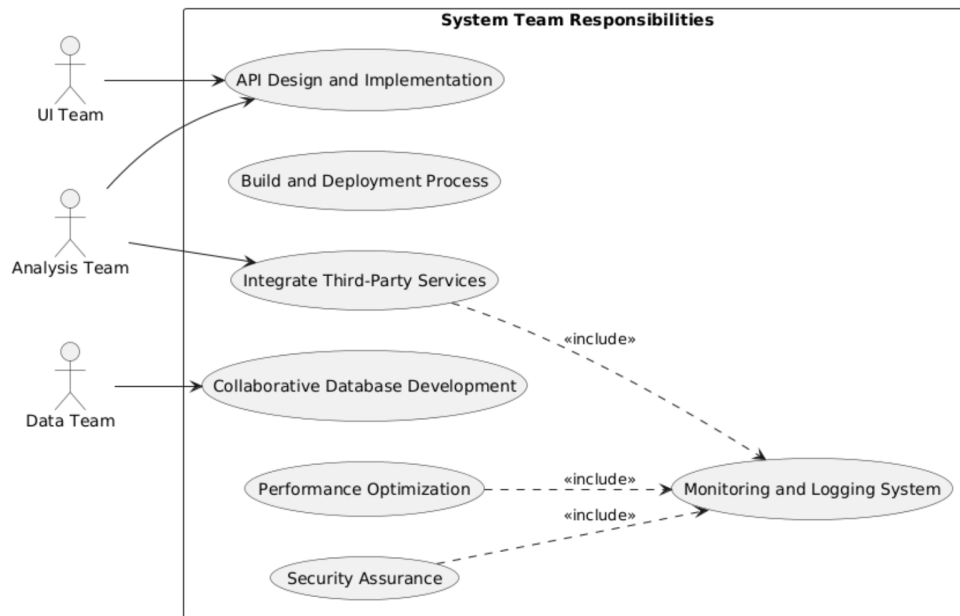 System Team Responsibilities
UI Team
API Design and Implementation
Build and Deployment Process
Analysis Team
Integrate Third-Party Services
«include»
Data Team
Collaborative Database Development
Performance Optimization
«include»
Monitoring and Logging System
«include»
Security Assurance